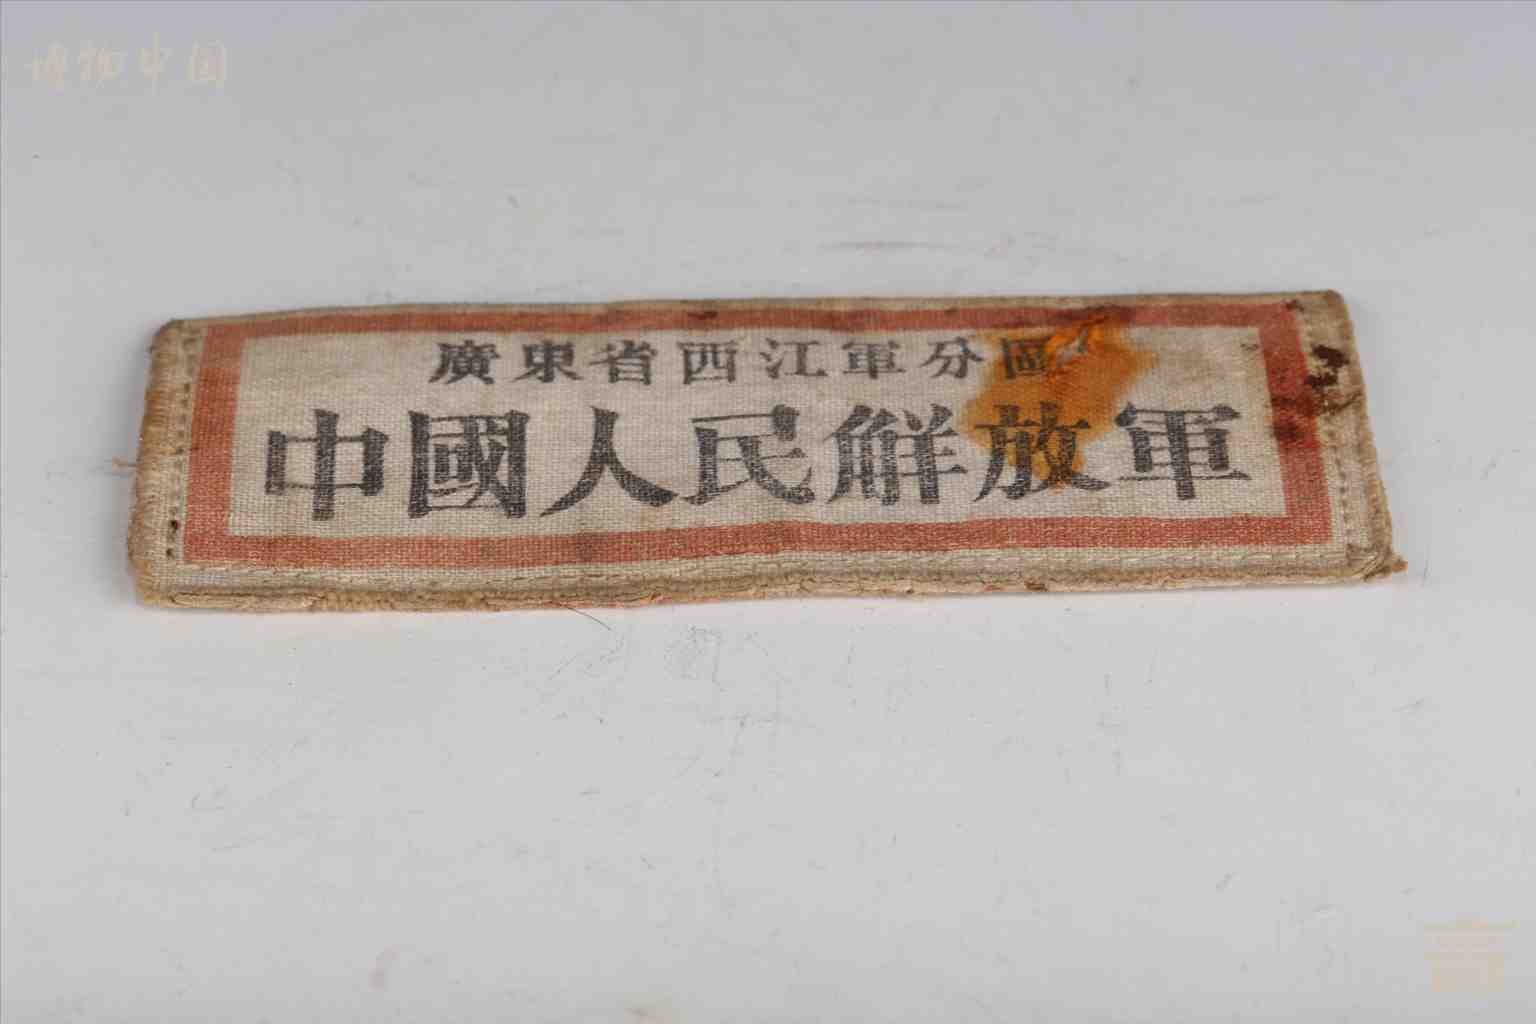 博物中国
廣東省西江軍分區
中國人民解放軍